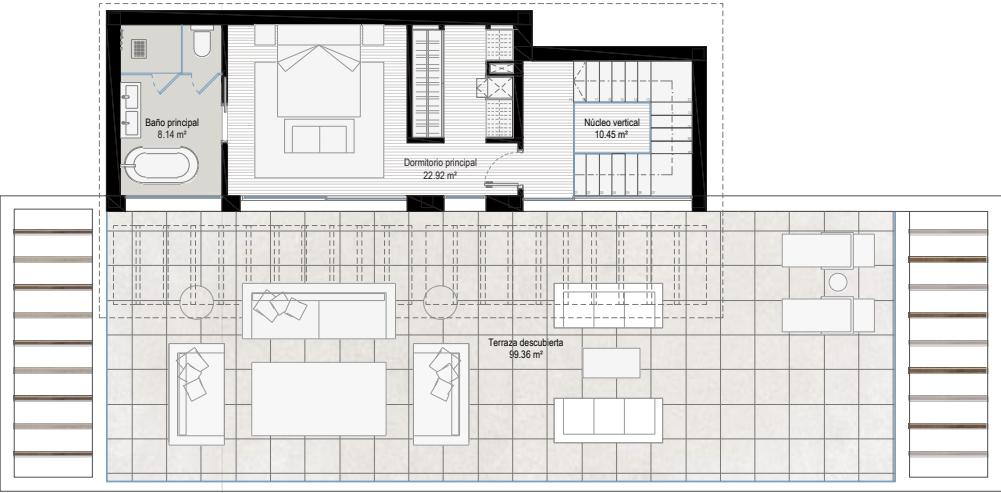 Baño principal
8.14 m²
Dormitorio principal
22.92 m²
Núcleo vertical
10.45 m²
Terraza descubierta
99.36 m²